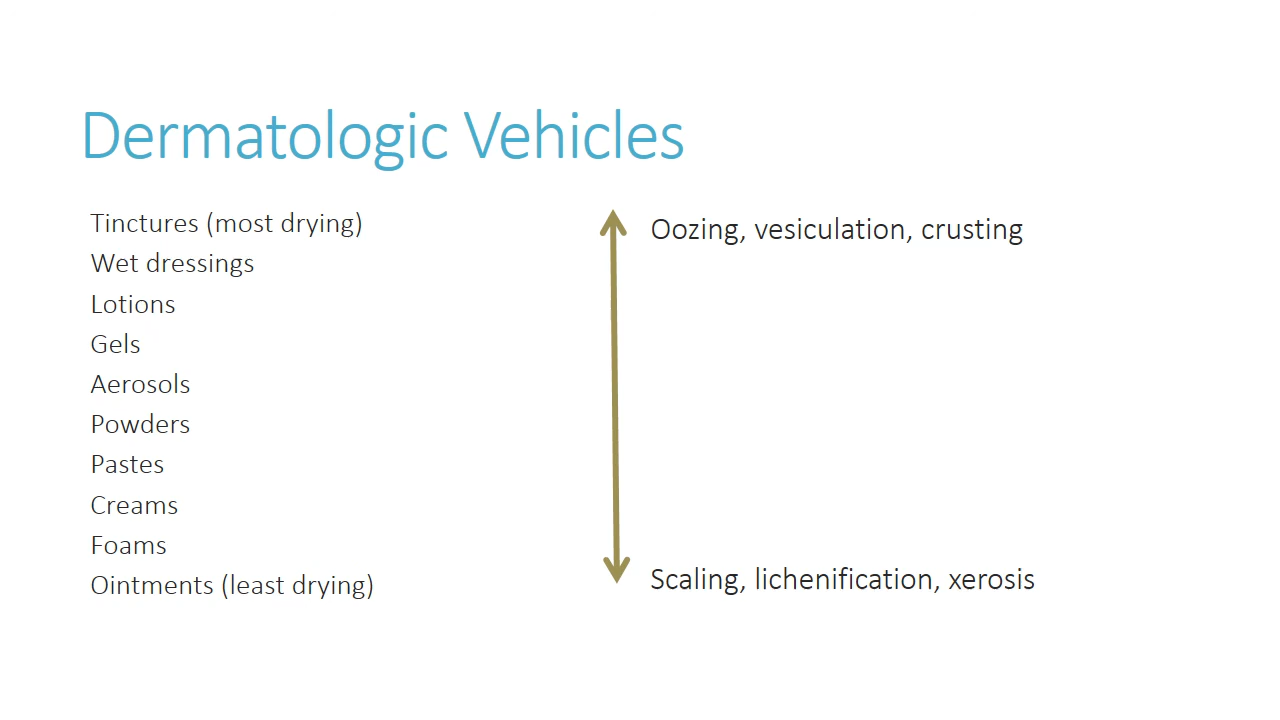 Dermatologic Vehicles
Tinctures (most drying)
Wet dressings
Lotions
Gels
Aerosols
Powders
Pastes
Creams
Foams
Ointments (least drying)
Oozing, vesiculation, crusting
Scaling, lichenification, xerosis